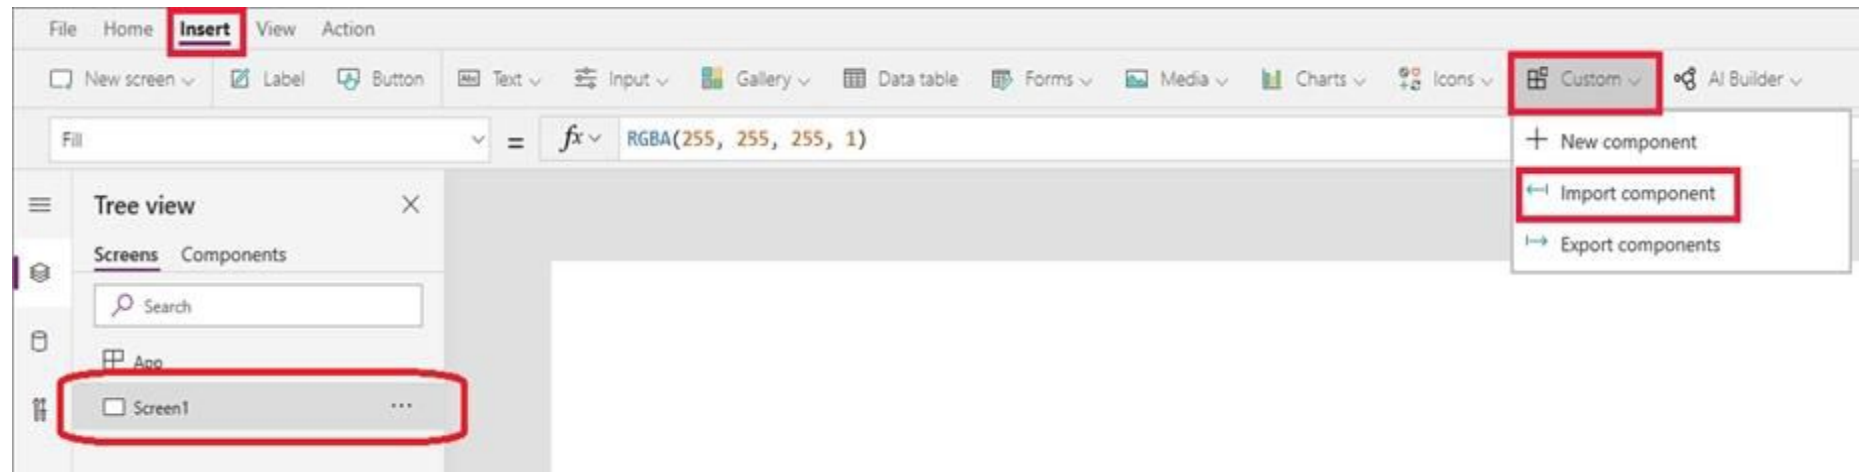 File Home Insert View Action
New screen Label Button Abc Text Input Gallery Data table Forms Media Charts Icons Custom AI Builder
Fill = fx RGBA(255, 255, 255, 1)
New component
Import component
Export components
Tree view
Screens Components
Search
App
Screen1 ...